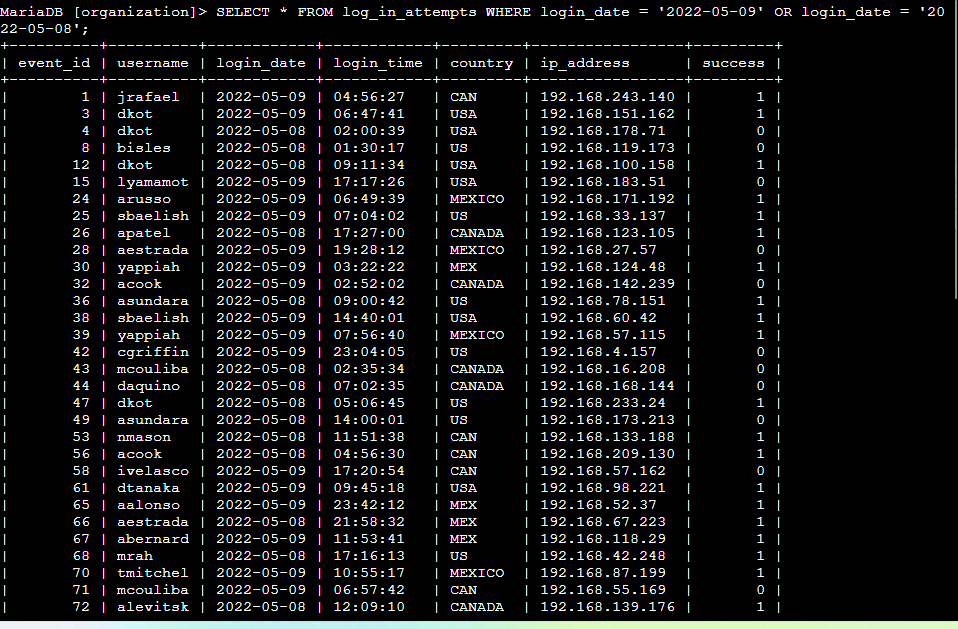 MariaDB [organization]> SELECT * FROM log_in_attempts WHERE login_date = '2022-05-09' OR login_date = '20
22-05-08';
+----------+----------+------------+------------+---------+-----------------+---------+
| event_id | username | login_date | login_time | country | ip_address      | success |
+----------+----------+------------+------------+---------+-----------------+---------+
|        1 | jrafael  | 2022-05-09 | 04:56:27   | CAN     | 192.168.243.140 |       1 |
|        3 | dkot     | 2022-05-09 | 06:47:41   | USA     | 192.168.151.162 |       1 |
|        4 | dkot     | 2022-05-08 | 02:00:39   | USA     | 192.168.178.71  |       0 |
|        8 | bisles   | 2022-05-08 | 01:30:17   | US      | 192.168.119.173 |       0 |
|       12 | dkot     | 2022-05-08 | 09:11:34   | USA     | 192.168.100.158 |       1 |
|       15 | lyamamot | 2022-05-09 | 17:17:26   | USA     | 192.168.183.51  |       0 |
|       24 | arusso   | 2022-05-09 | 06:49:39   | MEXICO  | 192.168.171.192 |       1 |
|       25 | sbaelish | 2022-05-09 | 07:04:02   | US      | 192.168.33.137  |       1 |
|       26 | apatel   | 2022-05-08 | 17:27:00   | CANADA  | 192.168.123.105 |       1 |
|       28 | aestrada | 2022-05-09 | 19:28:12   | MEXICO  | 192.168.27.57   |       0 |
|       30 | yappiah  | 2022-05-09 | 03:22:22   | MEX     | 192.168.124.48  |       1 |
|       32 | acook    | 2022-05-09 | 02:52:02   | CANADA  | 192.168.142.239 |       0 |
|       36 | asundara | 2022-05-08 | 09:00:42   | US      | 192.168.78.151  |       1 |
|       38 | sbaelish | 2022-05-09 | 14:40:01   | USA     | 192.168.60.42   |       1 |
|       39 | yappiah  | 2022-05-09 | 07:56:40   | MEXICO  | 192.168.57.115  |       1 |
|       42 | cgriffin | 2022-05-09 | 23:04:05   | US      | 192.168.4.157   |       0 |
|       43 | mcouliba | 2022-05-08 | 02:35:34   | CANADA  | 192.168.16.208  |       0 |
|       44 | daquino  | 2022-05-08 | 07:02:35   | CANADA  | 192.168.168.144 |       0 |
|       47 | dkot     | 2022-05-08 | 05:06:45   | US      | 192.168.233.24  |       1 |
|       49 | asundara | 2022-05-08 | 14:00:01   | US      | 192.168.173.213 |       0 |
|       53 | nmason   | 2022-05-08 | 11:51:38   | CAN     | 192.168.133.188 |       1 |
|       56 | acook    | 2022-05-08 | 04:56:30   | CAN     | 192.168.209.130 |       1 |
|       58 | ivelasco | 2022-05-09 | 17:20:54   | CAN     | 192.168.57.162  |       0 |
|       61 | dtanaka  | 2022-05-09 | 09:45:18   | USA     | 192.168.98.221  |       1 |
|       65 | aalonso  | 2022-05-09 | 23:42:12   | MEX     | 192.168.52.37   |       1 |
|       66 | aestrada | 2022-05-08 | 21:58:32   | MEX     | 192.168.67.223  |       1 |
|       67 | abernard | 2022-05-09 | 11:53:41   | MEX     | 192.168.118.29  |       1 |
|       68 | mrah     | 2022-05-08 | 17:16:13   | US      | 192.168.42.248  |       1 |
|       70 | tmitchel | 2022-05-09 | 10:55:17   | MEXICO  | 192.168.87.199  |       1 |
|       71 | mcouliba | 2022-05-09 | 06:57:42   | CAN     | 192.168.55.169  |       0 |
|       72 | alevitsk | 2022-05-08 | 12:09:10   | CANADA  | 192.168.139.176 |       1 |